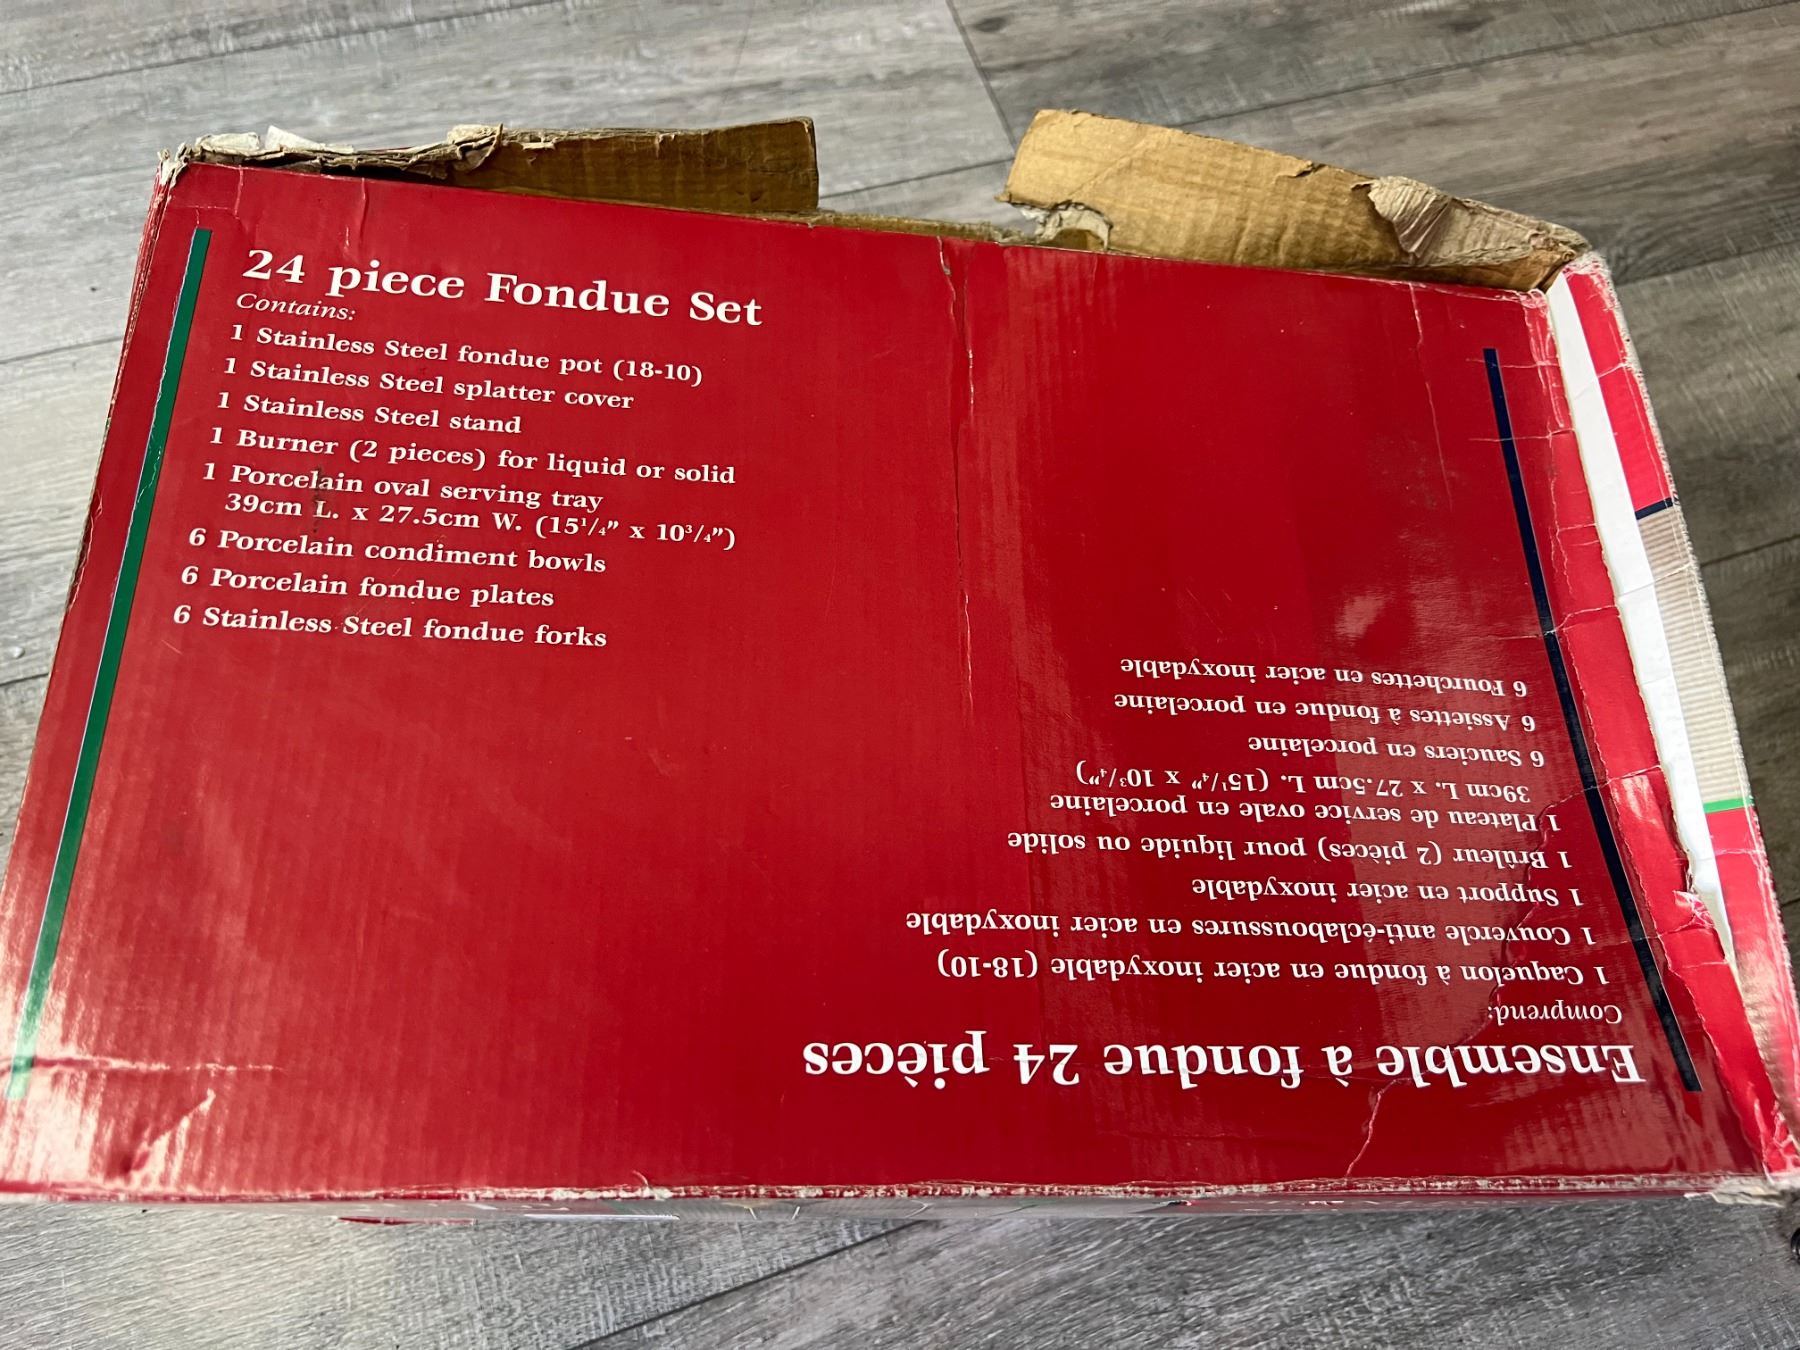 24 piece Fondue Set
Contains:
1 Stainless Steel fondue pot (18-10)
1 Stainless Steel splatter cover
1 Stainless Steel stand
1 Burner (2 pieces) for liquid or solid
1 Porcelain oval serving tray
39cm L. x 27.5cm W. (15¹/₄” x 10³/₄”)
6 Porcelain condiment bowls
6 Porcelain fondue plates
6 Stainless Steel fondue forks
Ensemble à fondue 24 pièces
Comprend:
1 Caquelon à fondue en acier inoxydable (18-10)
1 Couvercle anti-éclaboussures en acier inoxydable
1 Support en acier inoxydable
1 Brûleur (2 pièces) pour liquide ou solide
1 Plateau de service ovale en porcelaine
39cm L. x 27.5cm L. (15¹/₄” x 10³/₄”)
6 Sauciers en porcelaine
6 Assiettes à fondue en porcelaine
6 Fourchettes en acier inoxydable